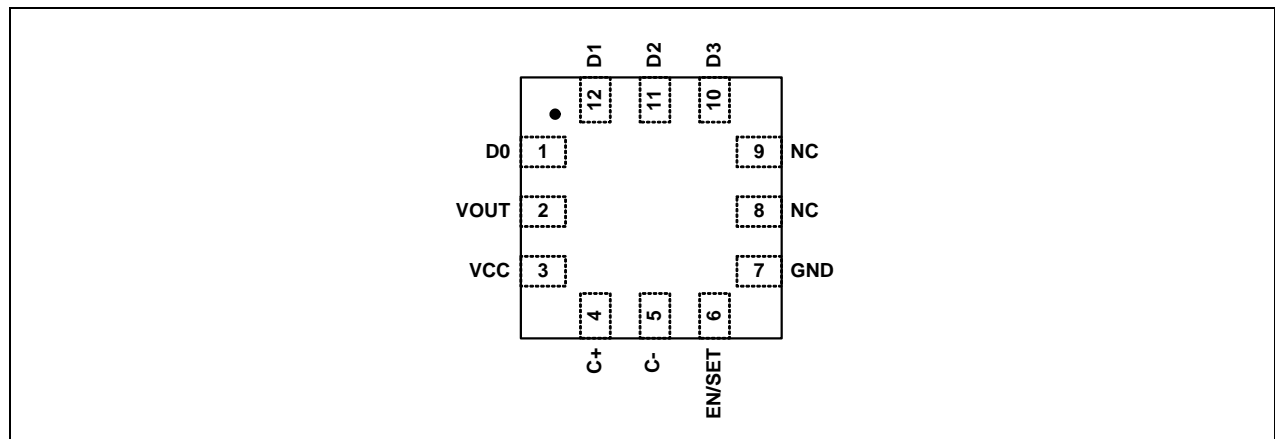 D1 D2 D3
12 11 10
D0 1 9 NC
VOUT 2 8 NC
VCC 3 7 GND
4 5 6
C+ C- EN/SET